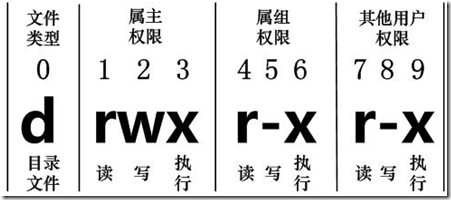 文件 属主 属组 其他用户
类型 权限 权限 权限
0 1 2 3 4 5 6 7 8 9
d rwx r-x r-x
目录 读 写 执 读 执 读 执
文件 行 行 行